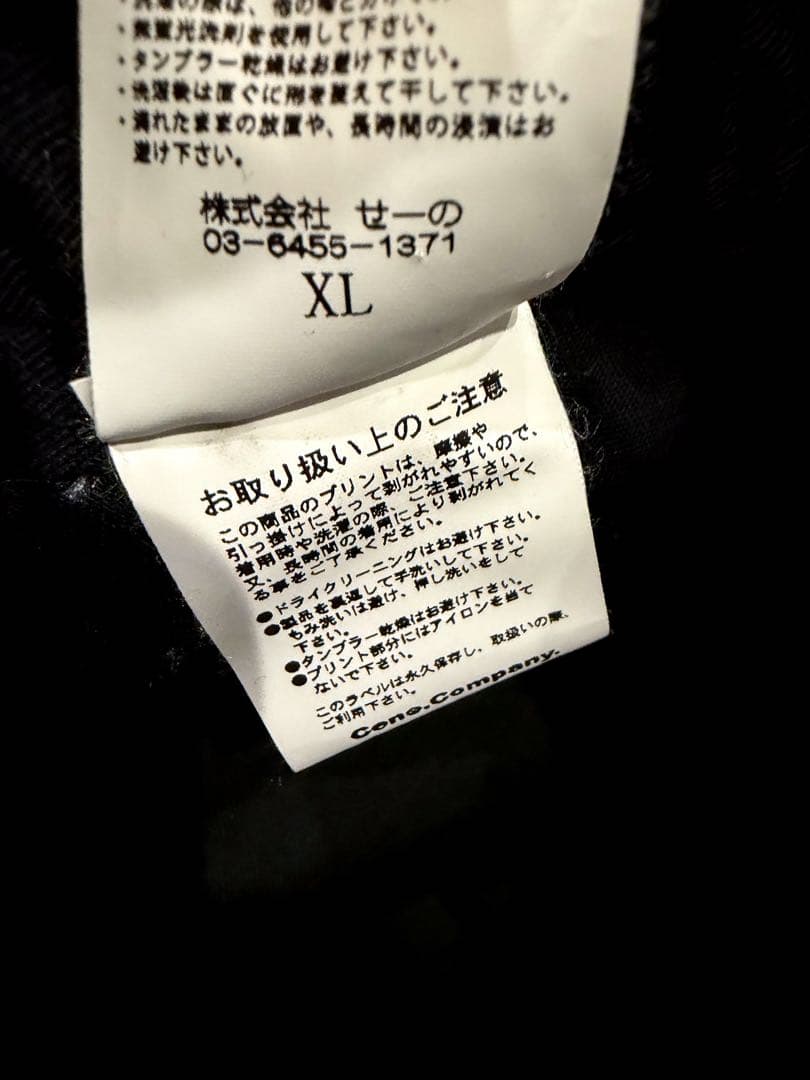 ・洗濯の際は、他の物と分けて
・無蛍光洗剤を使用して下さい。
・タンブラー乾燥はお避け下さい。
・洗濯後は直ぐに形を整えて干して下さい。
・濡れたままの放置や、長時間の浸漬はお
避け下さい。
株式会社 せーの
03-6455-1371
XL
お取り扱い上のご注意
この商品のプリントは、摩擦や
引っ掛けによって剥がれやすいので、
着用時や洗濯の際、ご注意下さい。
又、長時間の着用により剥がれてく
る事をご了承ください。
●ドライクリーニングはお避け下さい。
●製品を裏返して手洗いして下さい。
もみ洗いは避け、押し洗いをして
下さい。
●タンブラー乾燥はお避け下さい。
●プリント部分にはアイロンを当て
ないで下さい。
このラベルは永久保存し、取扱いの際、
ご利用下さい。
Ceno.Company.